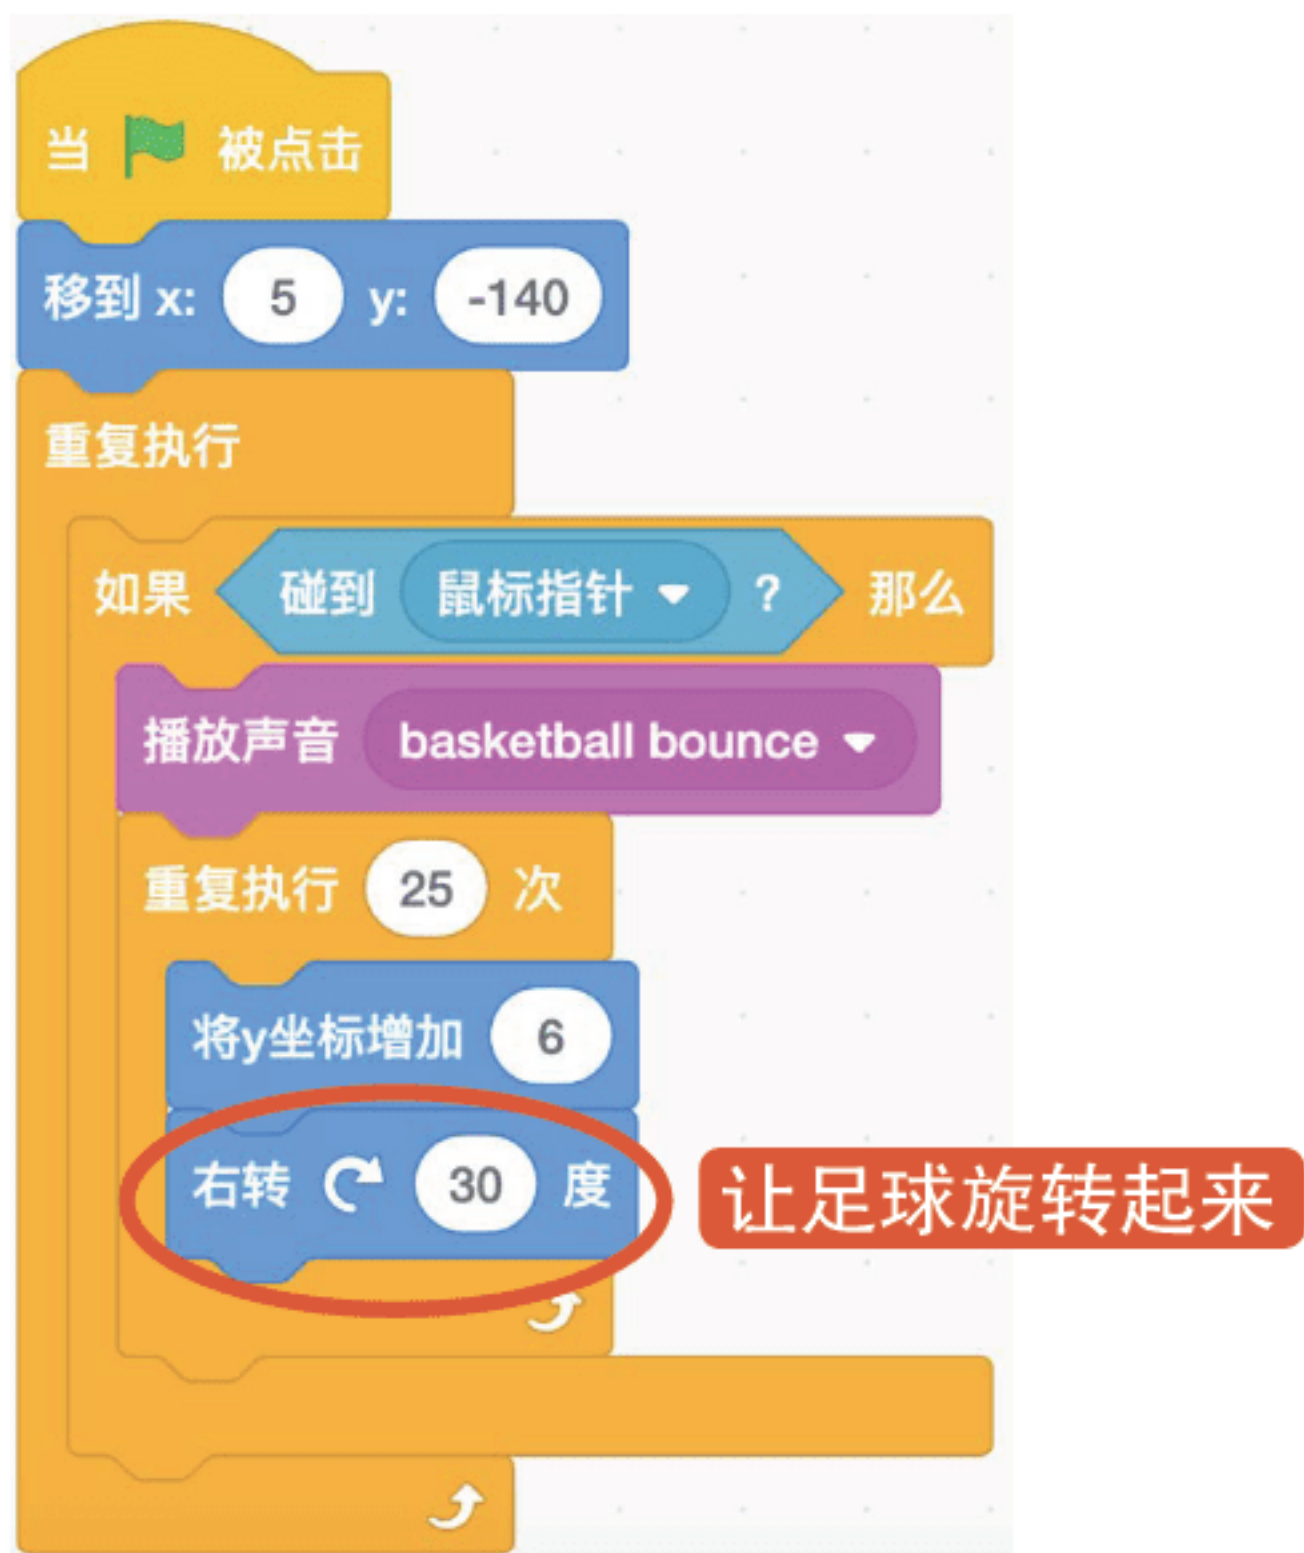 当 被点击
移到 x: 5 y: -140
重复执行
如果 碰到 鼠标指针 ? 那么
播放声音 basketball bounce
重复执行 25 次
将y坐标增加 6
右转 30 度
让足球旋转起来